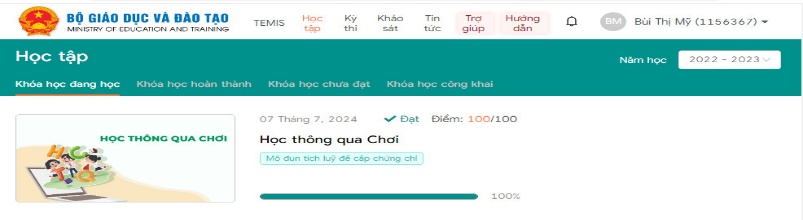 BỘ GIÁO DỤC VÀ ĐÀO TẠO
MINISTRY OF EDUCATION AND TRAINING
TEMIS
Học tập
Kỳ thi
Khảo sát
Tin tức
Trợ giúp
Hướng dẫn
BM
Bùi Thị Mỹ (1156367)
Học tập
Năm học
2022 - 2023
Khóa học đang học
Khóa học hoàn thành
Khóa học chưa đạt
Khóa học công khai
HỌC THÔNG QUA CHƠI
07 Tháng 7, 2024
Đạt
Điểm: 100/100
Học thông qua Chơi
Mô đun tích luỹ để cấp chứng chỉ
100%